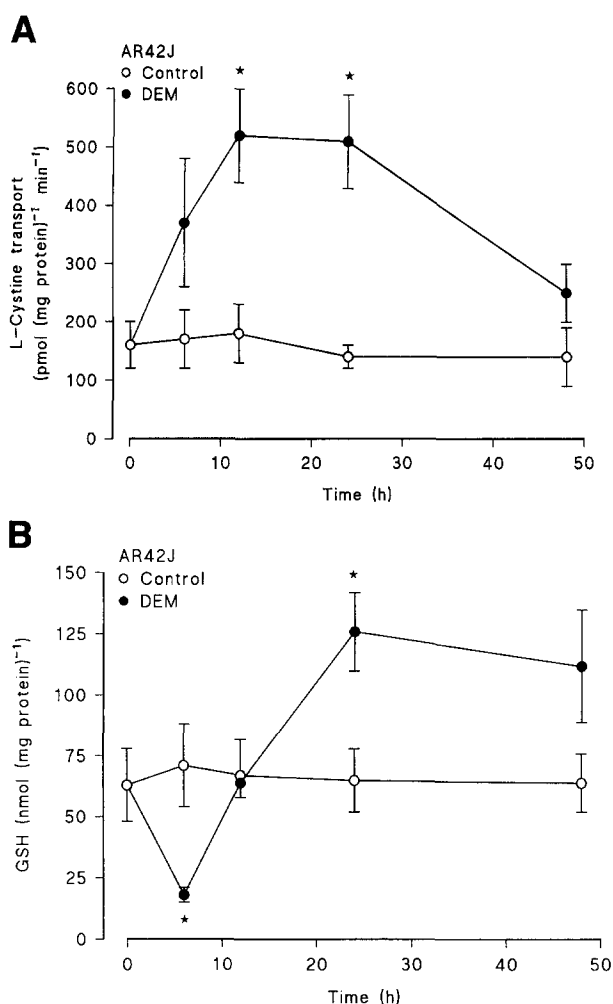 A
AR42J
Control
DEM
L-Cystine transport
(pmol (mg protein)⁻¹ min⁻¹)
600
500
400
300
200
100
0
0 10 20 30 40 50
Time (h)
B
AR42J
Control
DEM
GSH (nmol (mg protein)⁻¹)
150
125
100
75
50
25
0
0 10 20 30 40 50
Time (h)